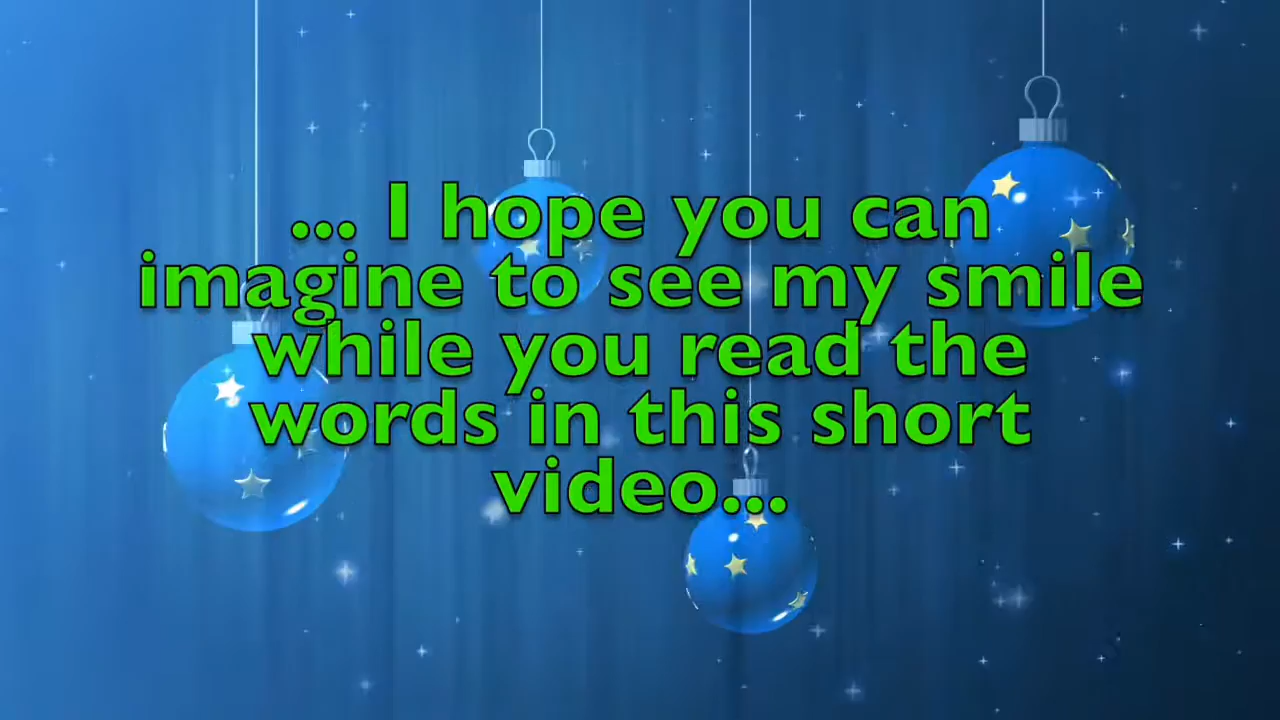 ... I hope you can
imagine to see my smile
while you read the
words in this short
video...